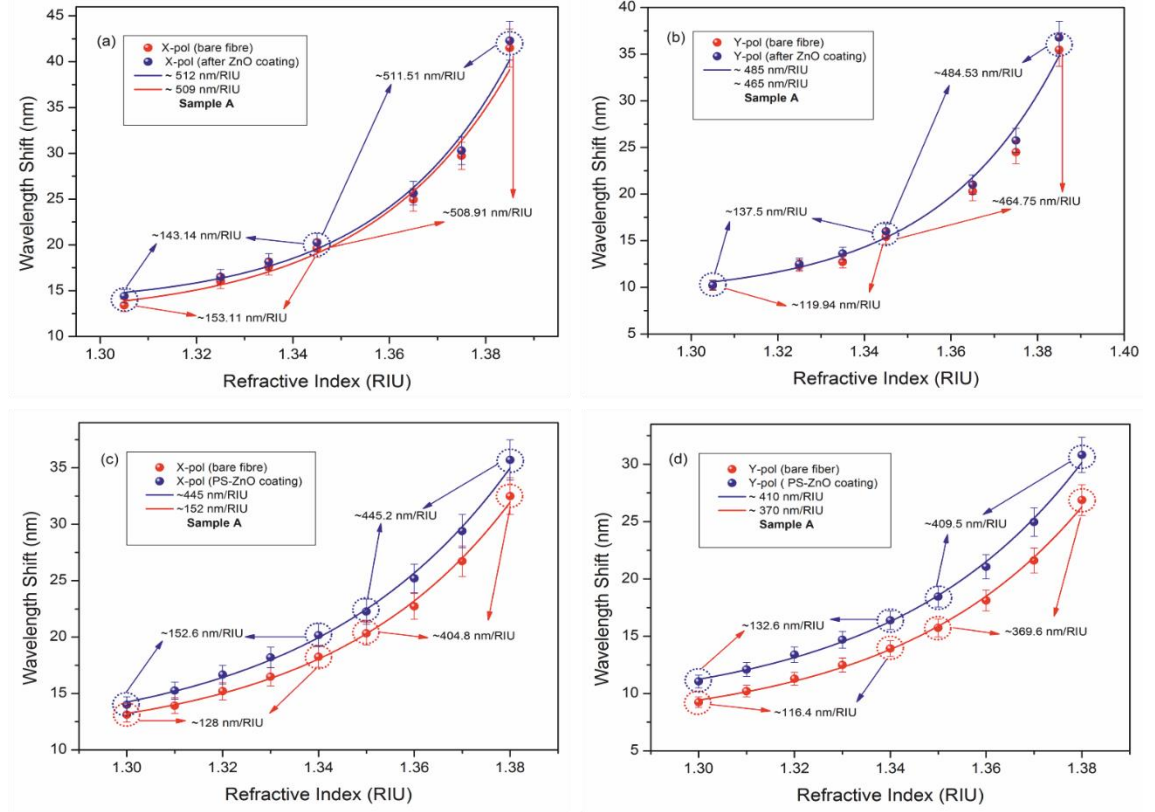 (a)
X-pol (bare fibre)
X-pol (after ZnO coating)
~ 512 nm/RIU
~ 509 nm/RIU
Sample A
~511.51 nm/RIU
~143.14 nm/RIU
~508.91 nm/RIU
~153.11 nm/RIU
Wavelength Shift (nm)
45
40
35
30
25
20
15
10
1.30 1.32 1.34 1.36 1.38
Refractive Index (RIU)
(b)
Y-pol (bare fibre)
Y-pol (after ZnO coating)
~ 485 nm/RIU
~ 465 nm/RIU
Sample A
~484.53 nm/RIU
~137.5 nm/RIU
~464.75 nm/RIU
~119.94 nm/RIU
Wavelength Shift (nm)
40
35
30
25
20
15
10
5
1.30 1.32 1.34 1.36 1.38 1.40
Refractive Index (RIU)
(c)
X-pol (bare fibre)
X-pol (PS-ZnO coating)
~445 nm/RIU
~152 nm/RIU
Sample A
~445.2 nm/RIU
~152.6 nm/RIU
~404.8 nm/RIU
~128 nm/RIU
Wavelength Shift (nm)
35
30
25
20
15
10
1.30 1.32 1.34 1.36 1.38
Refractive Index (RIU)
(d)
Y-pol (bare fiber)
Y-pol ( PS-ZnO coating)
~ 410 nm/RIU
~ 370 nm/RIU
Sample A
~409.5 nm/RIU
~132.6 nm/RIU
~369.6 nm/RIU
~116.4 nm/RIU
Wavelength Shift (nm)
30
25
20
15
10
5
1.30 1.32 1.34 1.36 1.38
Refractive Index (RIU)